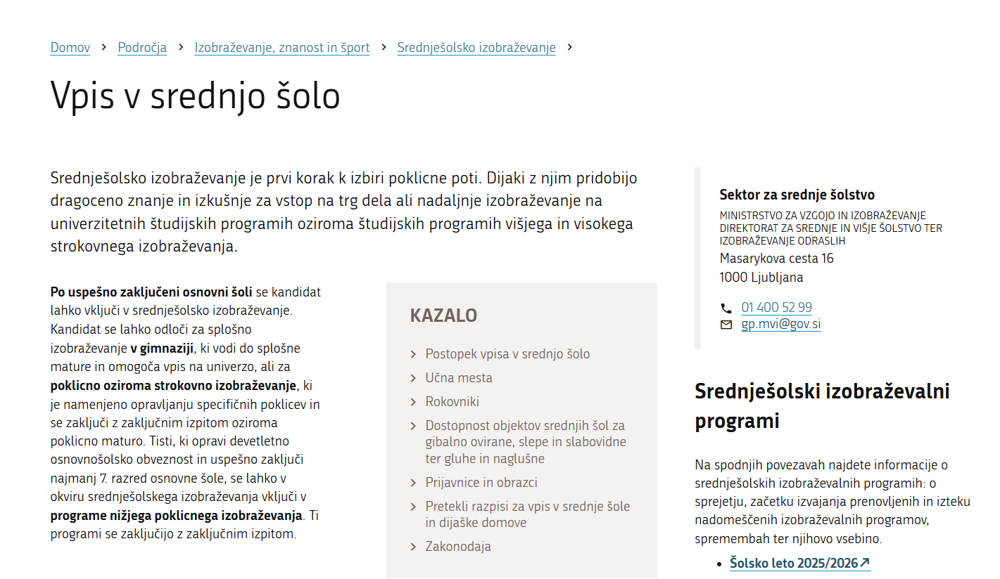 Domov > Področja > Izobraževanje, znanost in šport > Srednješolsko izobraževanje >
Vpis v srednjo šolo
Srednješolsko izobraževanje je prvi korak k izbiri poklicne poti. Dijaki z njim pridobijo
dragoceno znanje in izkušnje za vstop na trg dela ali nadaljnje izobraževanje na
univerzitetnih študijskih programih oziroma študijskih programih višjega in visokega
strokovnega izobraževanja.
Po uspešno zaključeni osnovni šoli se kandidat
lahko vključi v srednješolsko izobraževanje.
Kandidat se lahko odloči za splošno
izobraževanje v gimnaziji, ki vodi do splošne
mature in omogoča vpis na univerzo, ali za
poklicno oziroma strokovno izobraževanje, ki
je namenjeno opravljanju specifičnih poklicev in
se zaključi z zaključnim izpitom oziroma
poklicno maturo. Tisti, ki opravi devetletno
osnovnošolsko obveznost in uspešno zaključi
najmanj 7. razred osnovne šole, se lahko v
okviru srednješolskega izobraževanja vključi v
programe nižjega poklicnega izobraževanja. Ti
programi se zaključijo z zaključnim izpitom.
KAZALO
> Postopek vpisa v srednjo šolo
> Učna mesta
> Rokovniki
> Dostopnost objektov srednjih šol za
gibalno ovirane, slepe in slabovidne
ter gluhe in naglušne
> Prijavnice in obrazci
> Pretekli razpisi za vpis v srednje šole
in dijaške domove
> Zakonodaja
Sektor za srednje šolstvo
MINISTRSTVO ZA VZGOJO IN IZOBRAŽEVANJE
DIREKTORAT ZA SREDNJE IN VIŠJE ŠOLSTVO TER
IZOBRAŽEVANJE ODRASLIH
Masarykova cesta 16
1000 Ljubljana
01 400 52 99
gp.mvi@gov.si
Srednješolski izobraževalni
programi
Na spodnjih povezavah najdete informacije o
srednješolskih izobraževalnih programih: o
sprejetju, začetku izvajanja prenovljenih in izteku
nadomeščenih izobraževalnih programov,
spremembah ter njihovo vsebino.
• Šolsko leto 2025/2026